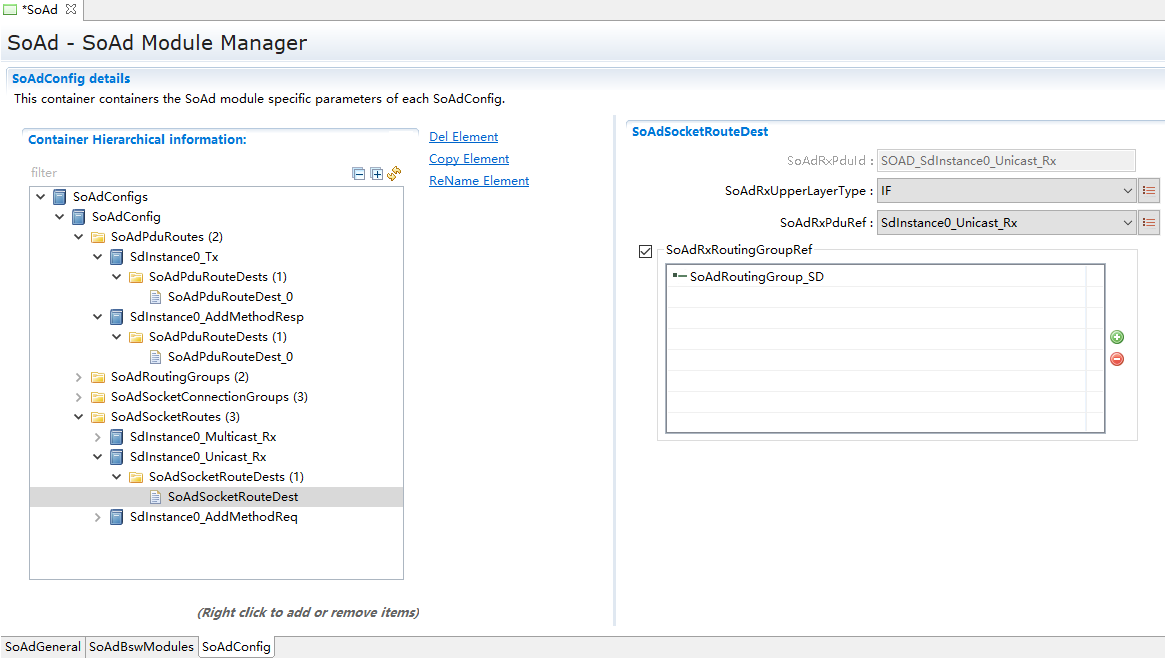 *SoAd
SoAd - SoAd Module Manager
SoAdConfig details
This container containers the SoAd module specific parameters of each SoAdConfig.
Container Hierarchical information:
filter
SoAdConfigs
SoAdConfig
SoAdPduRoutes (2)
SdInstance0_Tx
SoAdPduRouteDests (1)
SoAdPduRouteDest_0
SdInstance0_AddMethodResp
SoAdPduRouteDests (1)
SoAdPduRouteDest_0
SoAdRoutingGroups (2)
SoAdSocketConnectionGroups (3)
SoAdSocketRoutes (3)
SdInstance0_Multicast_Rx
SdInstance0_Unicast_Rx
SoAdSocketRouteDests (1)
SoAdSocketRouteDest
SdInstance0_AddMethodReq
(Right click to add or remove items)
Del Element
Copy Element
ReName Element
SoAdSocketRouteDest
SoAdRxPduId : SOAD_SdInstance0_Unicast_Rx
SoAdRxUpperLayerType : IF
SoAdRxPduRef : SdInstance0_Unicast_Rx
SoAdRxRoutingGroupRef
SoAdRoutingGroup_SD
SoAdGeneral SoAdBswModules SoAdConfig